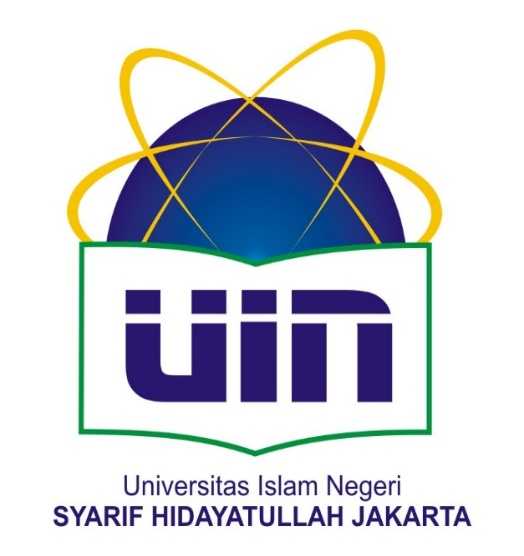 UIN
Universitas Islam Negeri
SYARIF HIDAYATULLAH JAKARTA